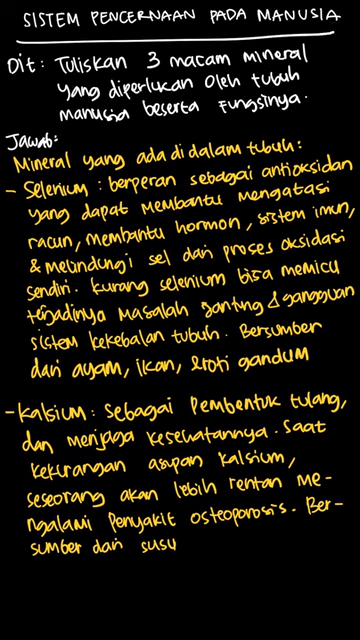 SISTEM PENCERNAAN PADA MANUSIA
Dit: Tuliskan 3 macam mineral
yang diperlukan oleh tubuh
manusia beserta fungsinya.
Jawab:
Mineral yang ada di dalam tubuh:
- Selenium: berperan sebagai antioksidan
yang dapat membantu mengatasi
racun, membantu hormon, sistem imun,
& melindungi sel dari proses oksidasi
sendiri. Kurang selenium bisa memicu
terjadinya masalah jantung & gangguan
sistem kekebalan tubuh. Bersumber
dari ayam, ikan, & roti gandum
- Kalsium: sebagai pembentuk tulang,
dan menjaga kesehatannya. Saat
kekurangan asupan kalsium,
seseorang akan lebih rentan me-
ngalami penyakit osteoporosis. Ber-
sumber dari susu